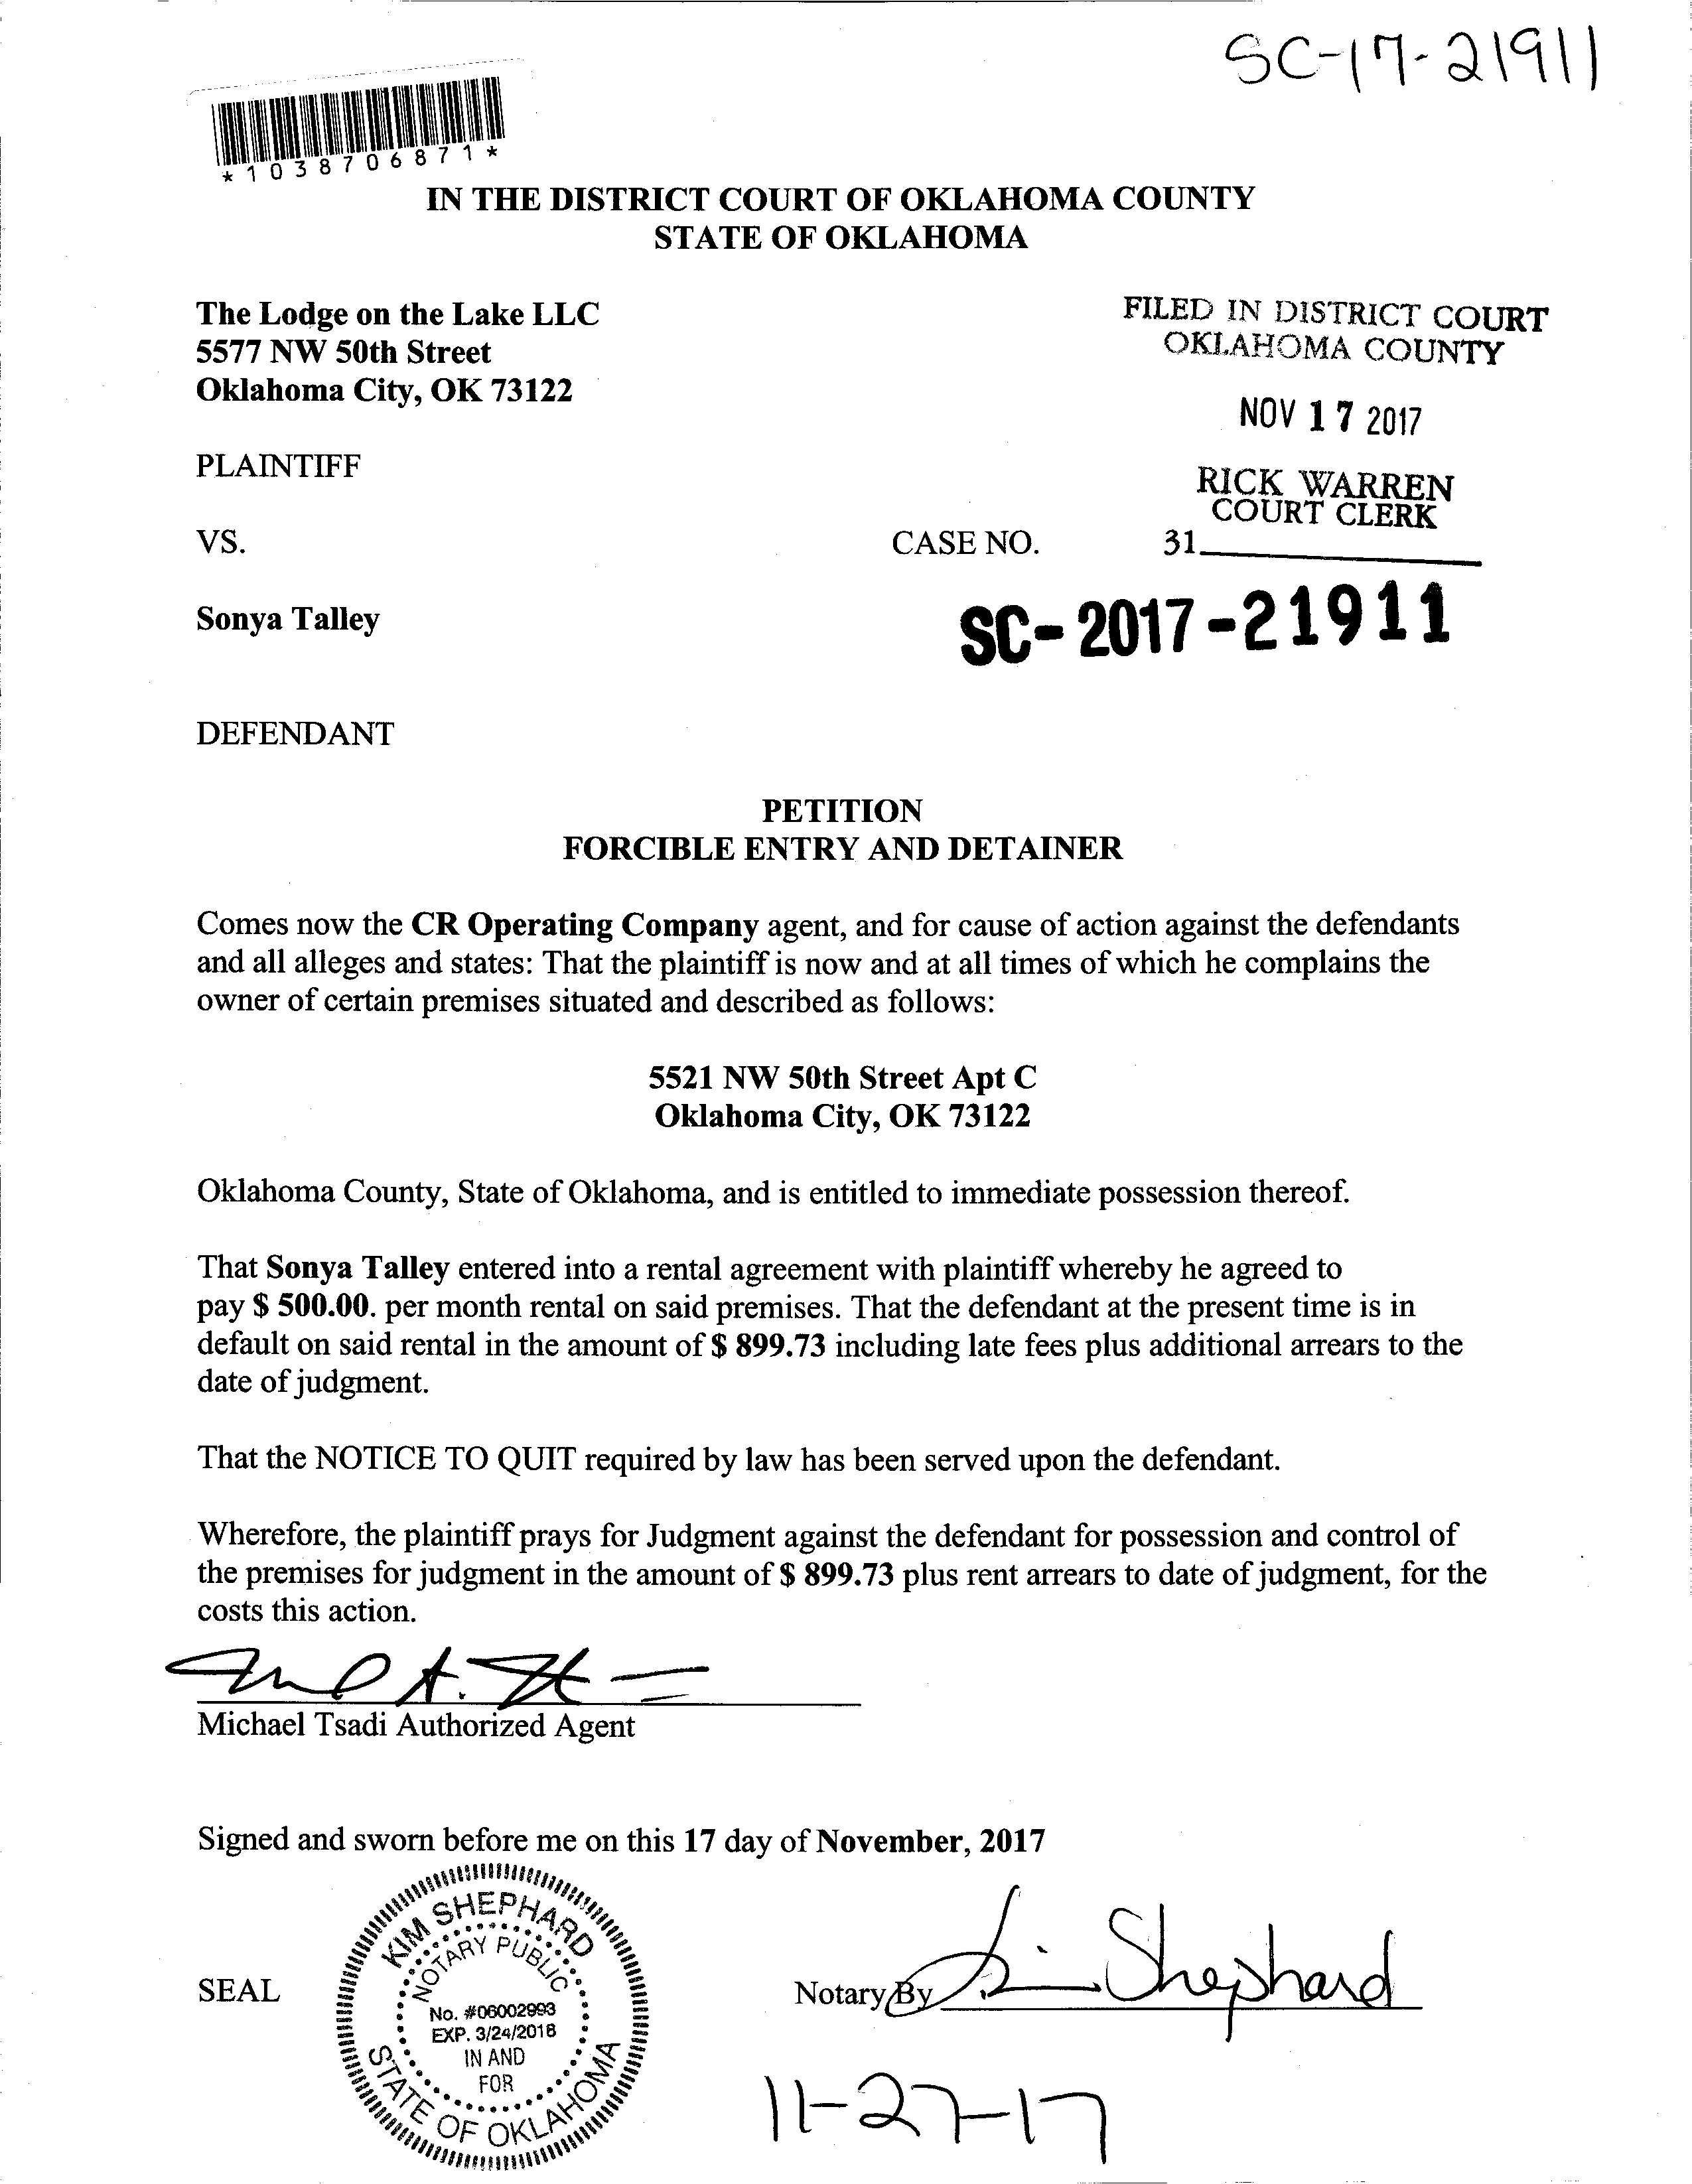 SC-17-21911
*1038706871*
IN THE DISTRICT COURT OF OKLAHOMA COUNTY
STATE OF OKLAHOMA
The Lodge on the Lake LLC
5577 NW 50th Street
Oklahoma City, OK 73122
FILED IN DISTRICT COURT
OKLAHOMA COUNTY
NOV 17 2017
PLAINTIFF
RICK WARREN
COURT CLERK
VS.
CASE NO.
31
Sonya Talley
SC-2017-21911
DEFENDANT
PETITION
FORCIBLE ENTRY AND DETAINER
Comes now the CR Operating Company agent, and for cause of action against the defendants
and all alleges and states: That the plaintiff is now and at all times of which he complains the
owner of certain premises situated and described as follows:
5521 NW 50th Street Apt C
Oklahoma City, OK 73122
Oklahoma County, State of Oklahoma, and is entitled to immediate possession thereof.
That Sonya Talley entered into a rental agreement with plaintiff whereby he agreed to
pay $ 500.00. per month rental on said premises. That the defendant at the present time is in
default on said rental in the amount of $ 899.73 including late fees plus additional arrears to the
date of judgment.
That the NOTICE TO QUIT required by law has been served upon the defendant.
Wherefore, the plaintiff prays for Judgment against the defendant for possession and control of
the premises for judgment in the amount of $ 899.73 plus rent arrears to date of judgment, for the
costs this action.
Michael Tsadi Authorized Agent
Signed and sworn before me on this 17 day of November, 2017
SEAL
KIM SHEPHARD
NOTARY PUBLIC
No. #06002993
EXP. 3/24/2018
IN AND
FOR
STATE OF OKLAHOMA
Notary By Kim Shephard
11-27-17